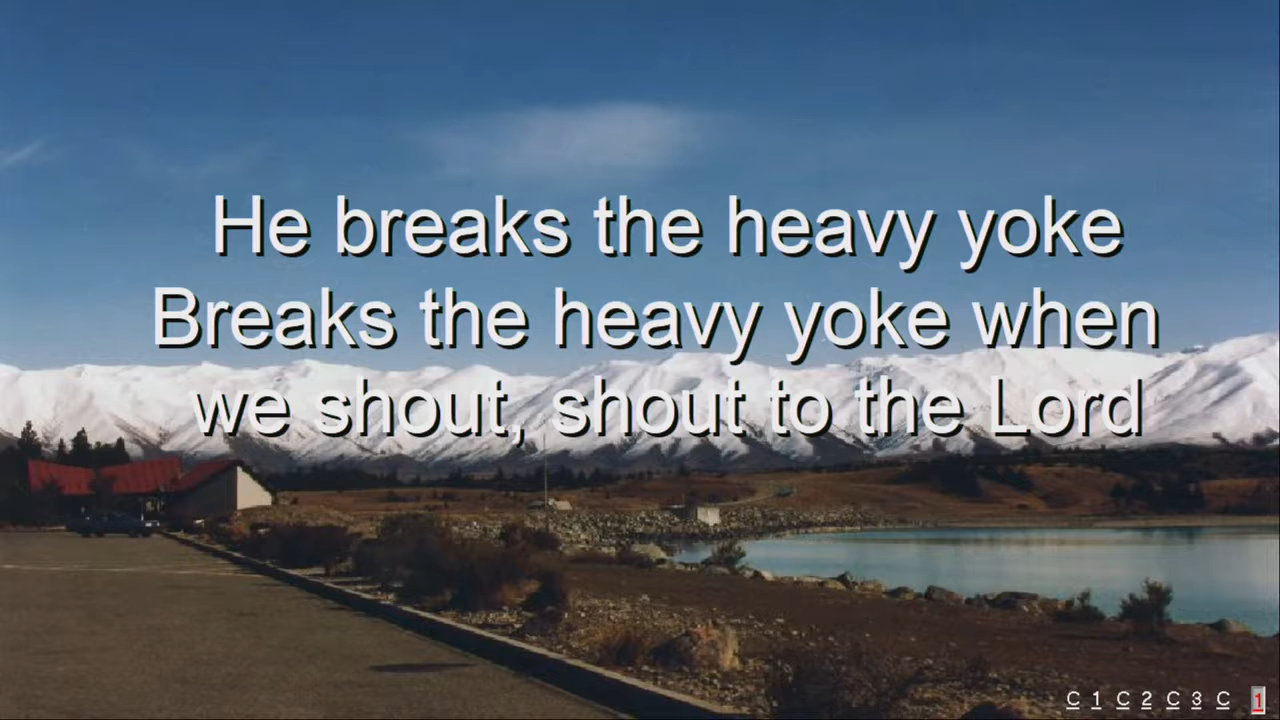 He breaks the heavy yoke
Breaks the heavy yoke when
we shout, shout to the Lord
C 1 C 2 C 3 C 1